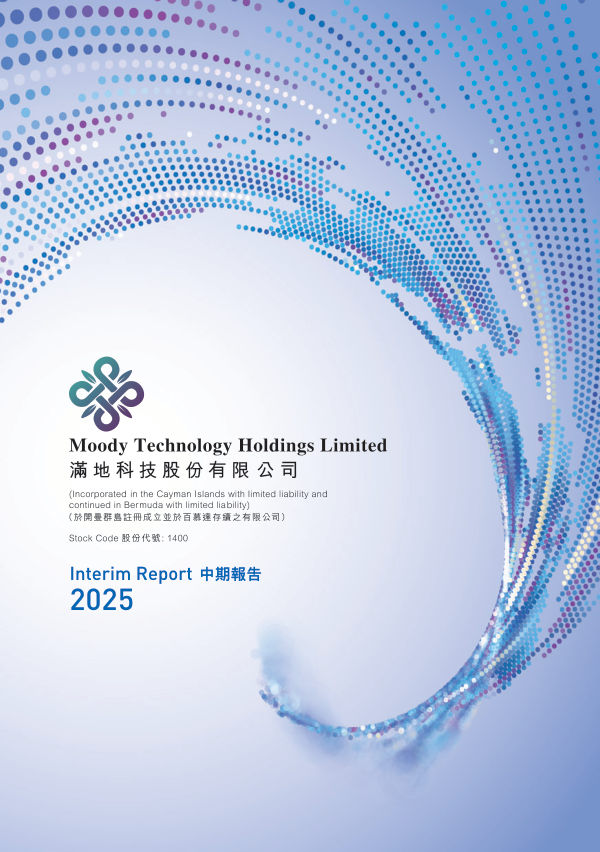 Moody Technology Holdings Limited
滿地科技股份有限公司
(Incorporated in the Cayman Islands with limited liability and
continued in Bermuda with limited liability)
(於開曼群島註冊成立並於百慕達存續之有限公司)
Stock Code 股份代號: 1400
Interim Report 中期報告
2025